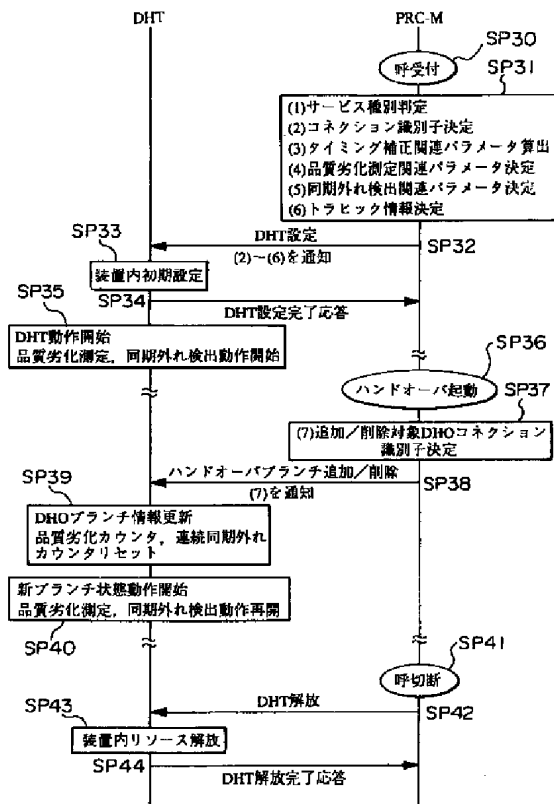 DHT
PRC-M
SP30
呼受付
SP31
(1)サービス種別判定
(2)コネクション識別子決定
(3)タイミング補正関連パラメータ算出
(4)品質劣化測定関連パラメータ決定
(5)同期外れ検出関連パラメータ決定
(6)トラヒック情報決定
SP33
DHT設定
SP32
(2)～(6)を通知
装置内初期設定
SP35
SP34
DHT設定完了応答
DHT動作開始
品質劣化測定，同期外れ検出動作開始
SP36
ハンドオーバ起動
SP37
(7)追加／削除対象DHOコネクション
識別子決定
SP39
ハンドオーバブランチ追加／削除
SP38
(7)を通知
DHOブランチ情報更新
品質劣化カウンタ，連続同期外れ
カウンタリセット
新ブランチ状態動作開始
品質劣化測定，同期外れ検出動作再開
SP40
SP41
呼切断
SP43
DHT解放
SP42
装置内リソース解放
SP44
DHT解放完了応答